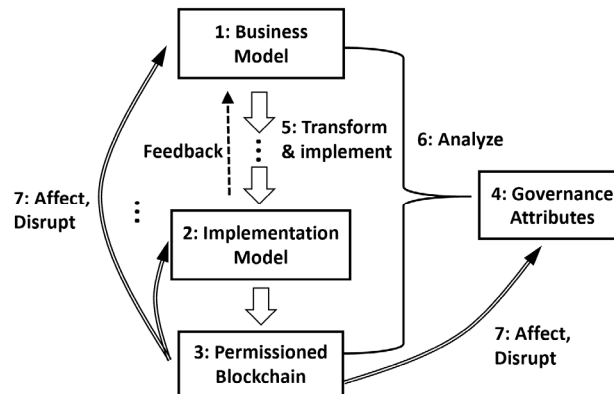 1: Business
Model
5: Transform
& implement
Feedback
6: Analyze
7: Affect,
Disrupt
4: Governance
Attributes
2: Implementation
Model
3: Permissioned
Blockchain
7: Affect,
Disrupt